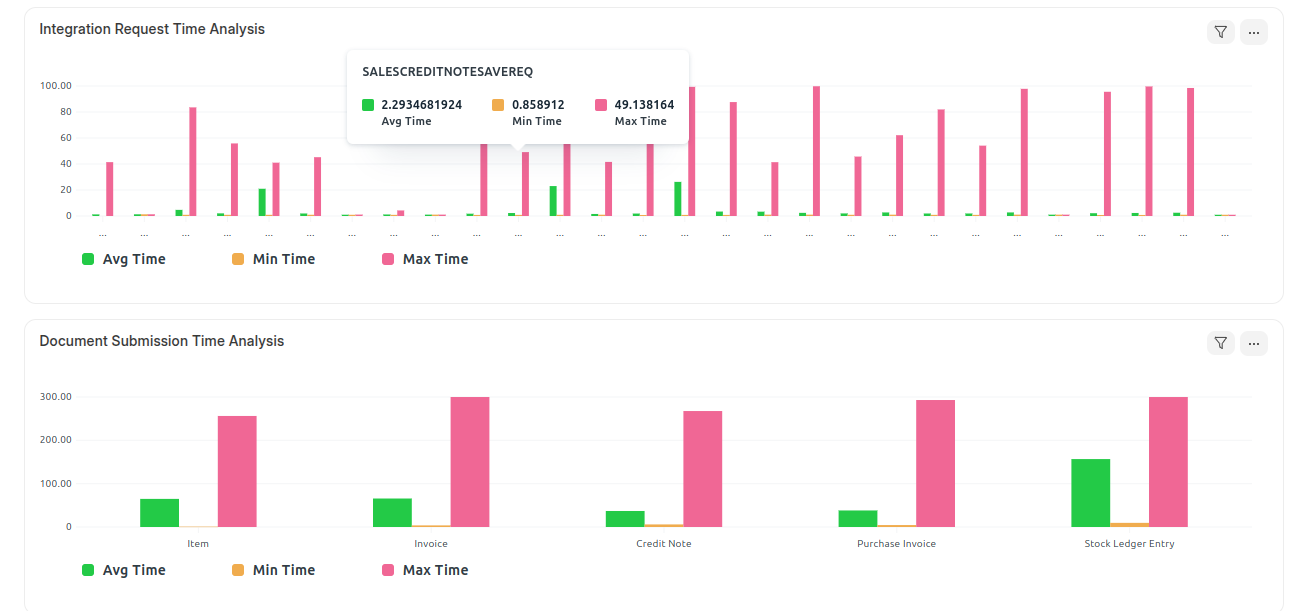 Integration Request Time Analysis
...
SALESCREDITNOTESAVEREQ
2.2934681924 0.858912 49.138164
Avg Time Min Time Max Time
100.00
80
60
40
20
0
... ... ... ... ... ... ... ... ... ... ... ... ... ... ... ... ... ... ... ... ... ... ... ... ... ... ... ...
Avg Time Min Time Max Time
Document Submission Time Analysis
...
300.00
200.00
100.00
0
Item Invoice Credit Note Purchase Invoice Stock Ledger Entry
Avg Time Min Time Max Time